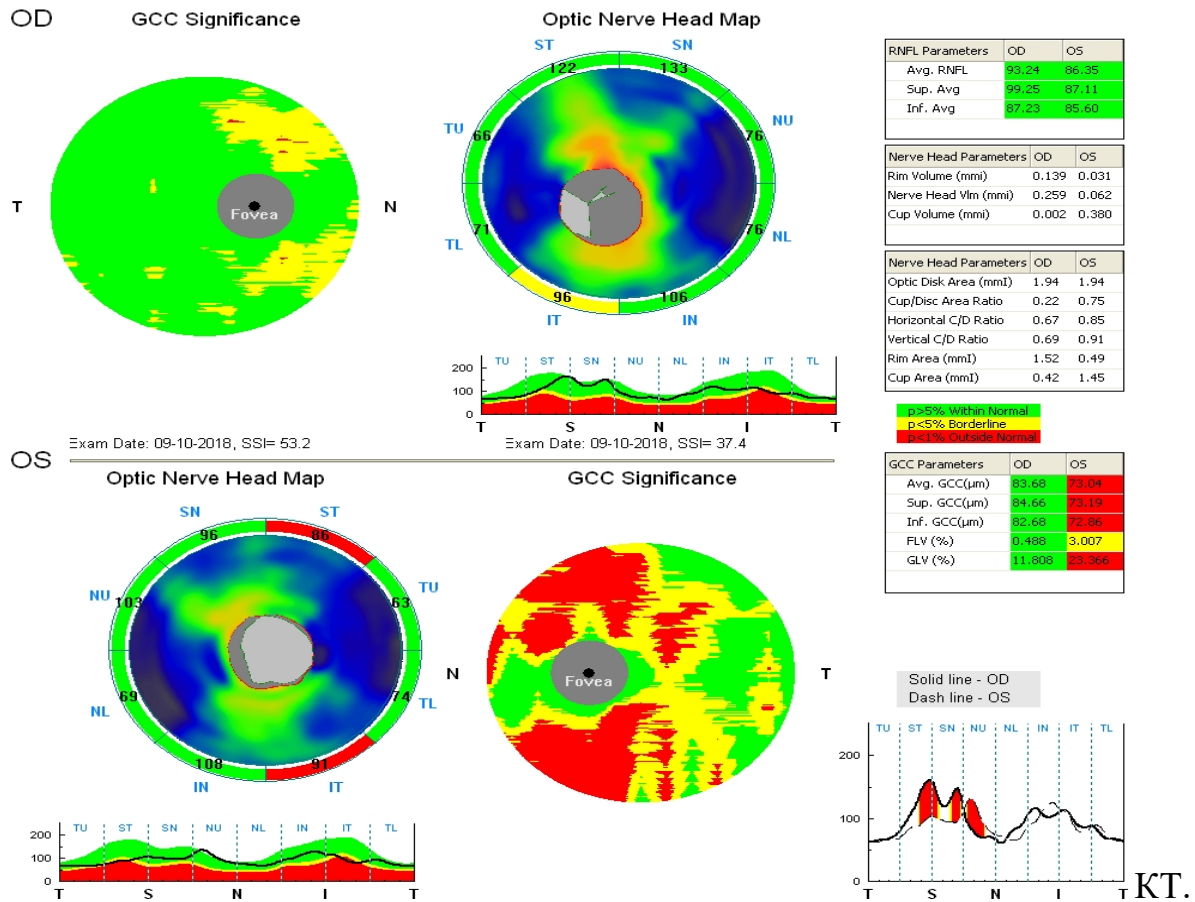 OD GCC Significance Optic Nerve Head Map
ST SN
122 133
TU NU
66 76
T Fovea N
71 76
TL NL
96 106
IT IN
TU ST SN NU NL IN IT TL
200
100
0
T S N I T
RNFL Parameters OD OS
Avg. RNFL 93.24 86.35
Sup. Avg 99.25 87.11
Inf. Avg 87.23 85.60
Nerve Head Parameters OD OS
Rim Volume (mmi) 0.139 0.031
Nerve Head Vlm (mmi) 0.259 0.062
Cup Volume (mmi) 0.002 0.380
Nerve Head Parameters OD OS
Optic Disk Area (mmI) 1.94 1.94
Cup/Disc Area Ratio 0.22 0.75
Horizontal C/D Ratio 0.67 0.85
Vertical C/D Ratio 0.69 0.91
Rim Area (mmI) 1.52 0.49
Cup Area (mmI) 0.42 1.45
p>5% Within Normal
p<5% Borderline
p<1% Outside Normal
Exam Date: 09-10-2018, SSI= 53.2 Exam Date: 09-10-2018, SSI= 37.4
OS
Optic Nerve Head Map GCC Significance
SN ST
96 86
NU TU
103 63
N Fovea T
69 74
NL TL
108 91
IN IT
TU ST SN NU NL IN IT TL
200
100
0
T S N I T
GCC Parameters OD OS
Avg. GCC(µm) 83.68 73.04
Sup. GCC(µm) 84.66 73.19
Inf. GCC(µm) 82.68 72.86
FLV (%) 0.488 3.007
GLV (%) 11.808 23.366
Solid line - OD
Dash line - OS
TU ST SN NU NL IN IT TL
200
100
0
T S N I T
КТ.